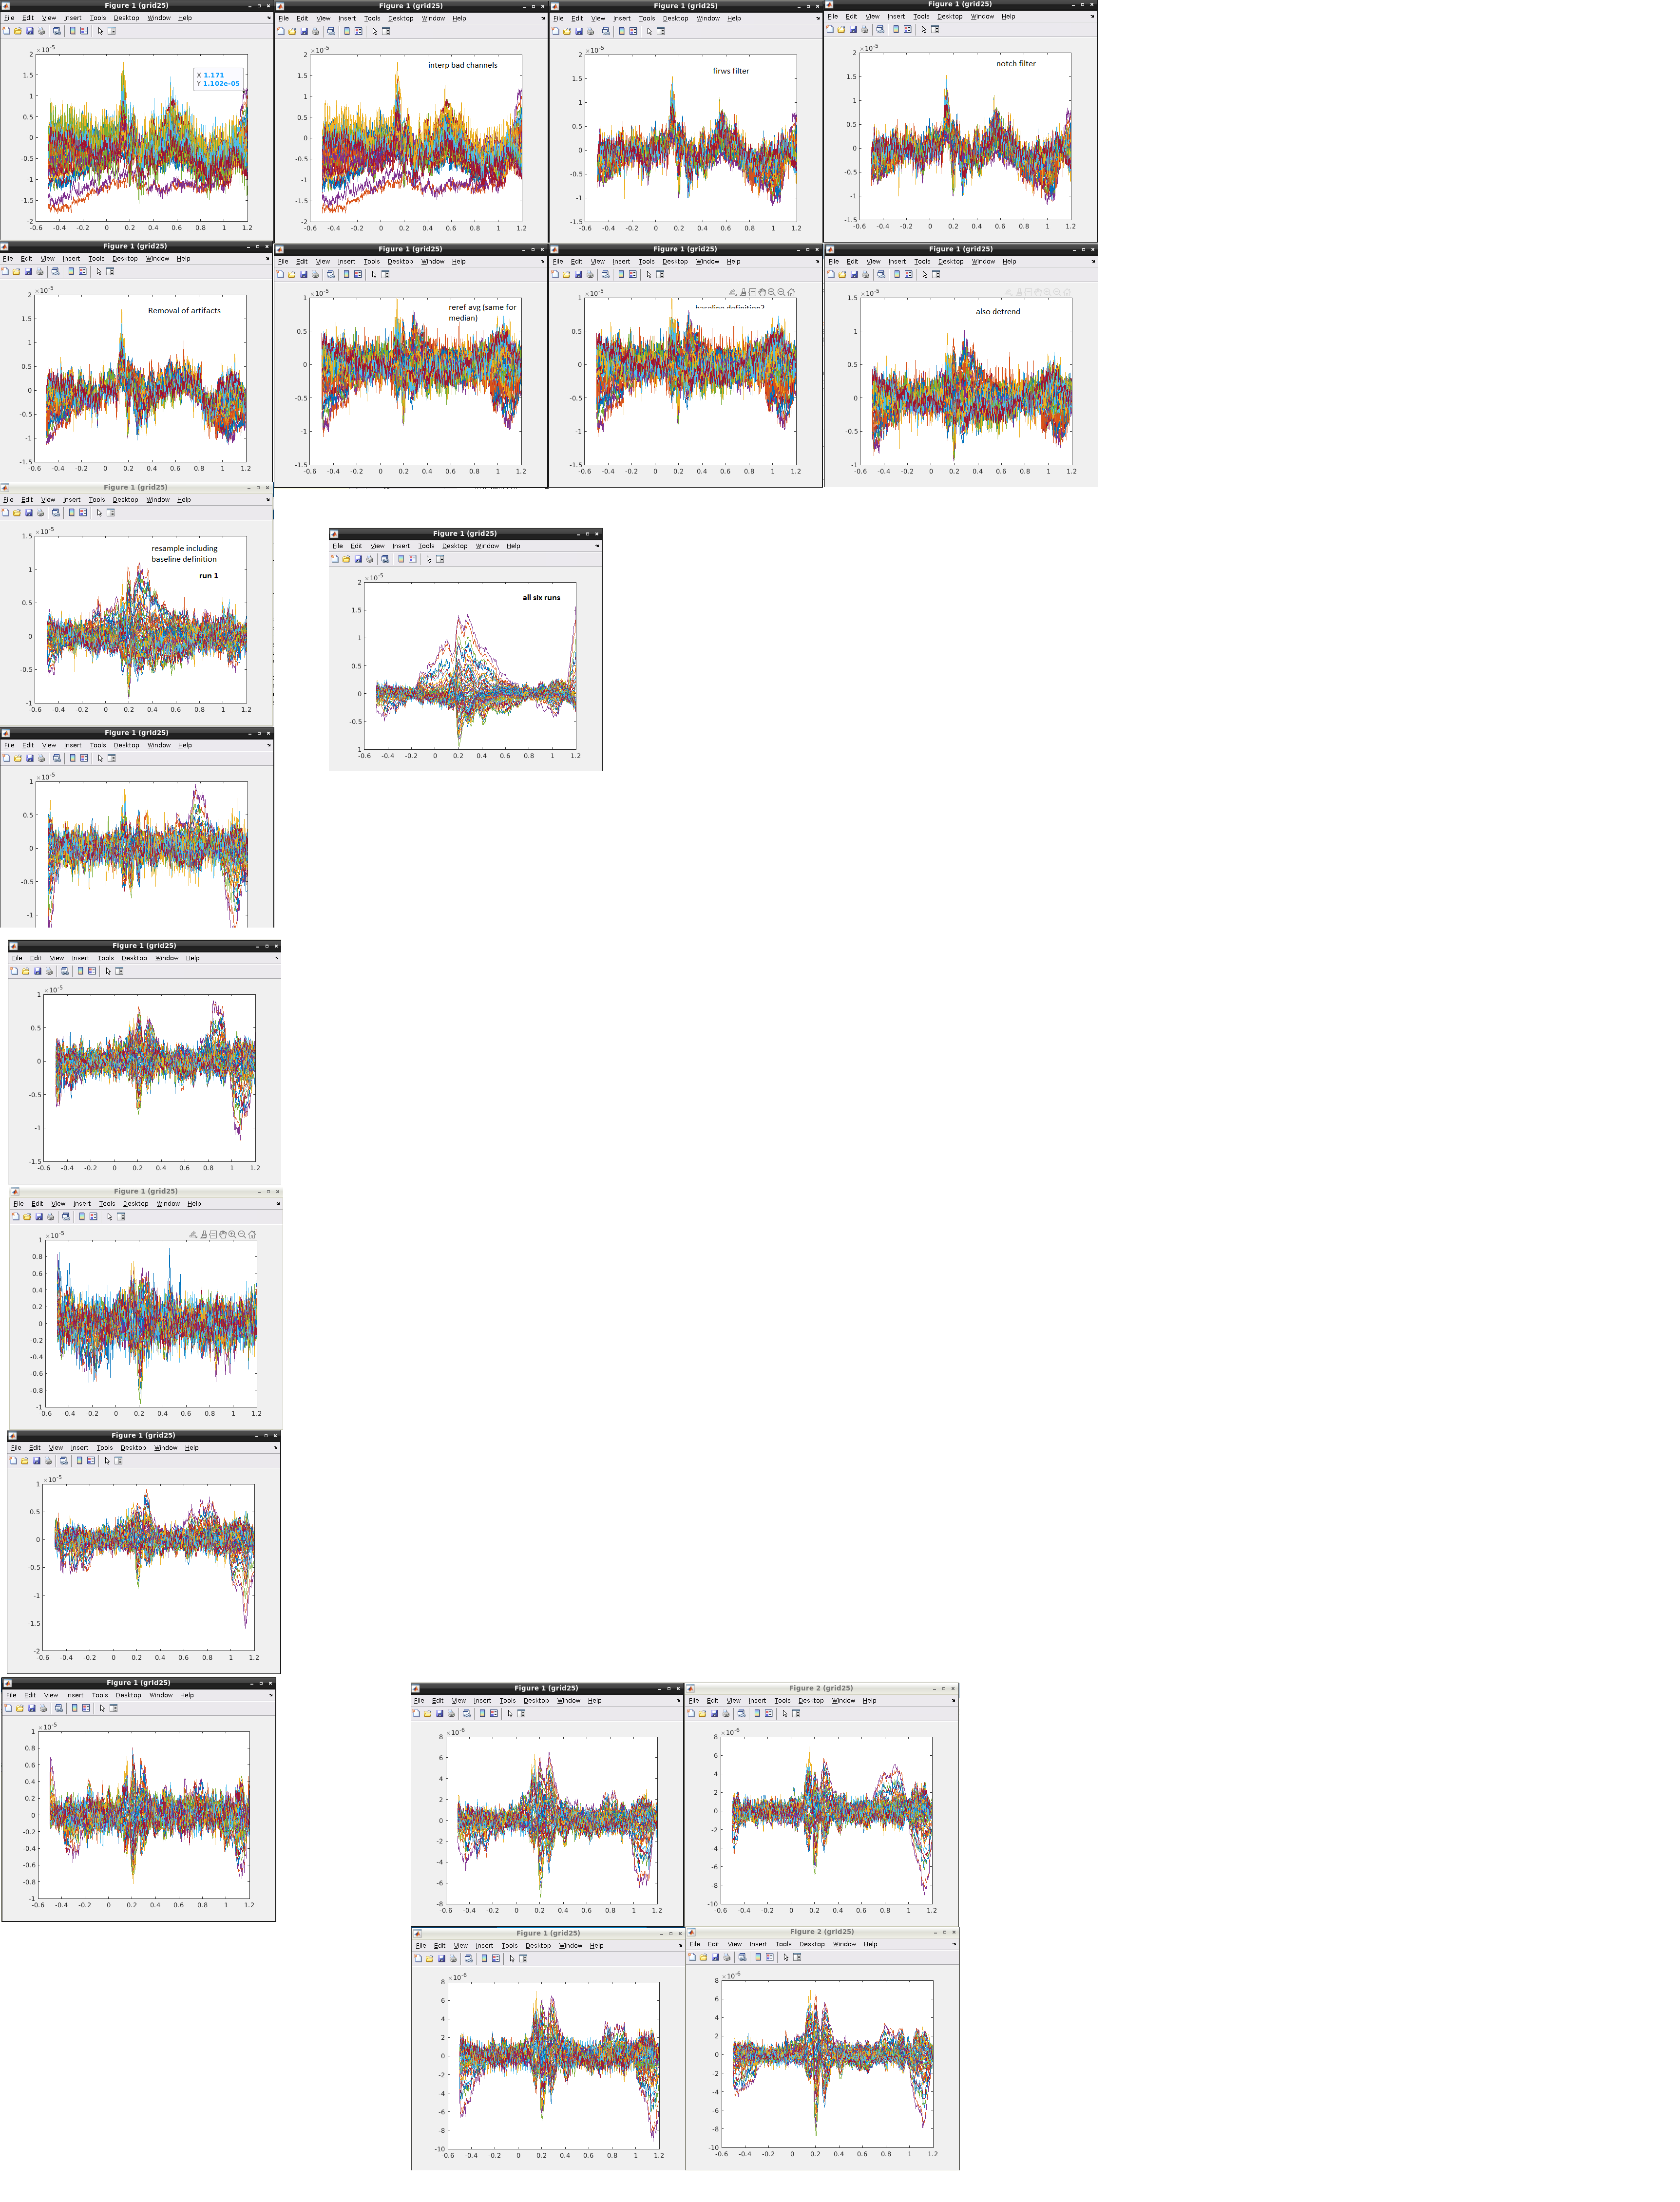 Figure 1 (grid25)
File Edit View Insert Tools Desktop Window Help
×10-5
X 1.171
Y 1.102e-05
2
1.5
1
0.5
0
-0.5
-1
-1.5
-2
-0.6 -0.4 -0.2 0 0.2 0.4 0.6 0.8 1 1.2
Figure 1 (grid25)
File Edit View Insert Tools Desktop Window Help
×10-5
interp bad channels
2
1.5
1
0.5
0
-0.5
-1
-1.5
-2
-0.6 -0.4 -0.2 0 0.2 0.4 0.6 0.8 1 1.2
Figure 1 (grid25)
File Edit View Insert Tools Desktop Window Help
×10-5
firws filter
2
1.5
1
0.5
0
-0.5
-1
-1.5
-0.6 -0.4 -0.2 0 0.2 0.4 0.6 0.8 1 1.2
Figure 1 (grid25)
File Edit View Insert Tools Desktop Window Help
×10-5
notch filter
2
1.5
1
0.5
0
-0.5
-1
-1.5
-0.6 -0.4 -0.2 0 0.2 0.4 0.6 0.8 1 1.2
Figure 1 (grid25)
File Edit View Insert Tools Desktop Window Help
×10-5
Removal of artifacts
2
1.5
1
0.5
0
-0.5
-1
-1.5
-0.6 -0.4 -0.2 0 0.2 0.4 0.6 0.8 1 1.2
Figure 1 (grid25)
File Edit View Insert Tools Desktop Window Help
×10-5
reref avg (same for
median)
1
0.5
0
-0.5
-1
-1.5
-0.6 -0.4 -0.2 0 0.2 0.4 0.6 0.8 1 1.2
Figure 1 (grid25)
File Edit View Insert Tools Desktop Window Help
×10-5
baseline definition?
1
0.5
0
-0.5
-1
-1.5
-0.6 -0.4 -0.2 0 0.2 0.4 0.6 0.8 1 1.2
Figure 1 (grid25)
File Edit View Insert Tools Desktop Window Help
×10-5
also detrend
1.5
1
0.5
0
-0.5
-1
-0.6 -0.4 -0.2 0 0.2 0.4 0.6 0.8 1 1.2
Figure 1 (grid25)
File Edit View Insert Tools Desktop Window Help
×10-5
resample including
baseline definition
run 1
1.5
1
0.5
0
-0.5
-1
-0.6 -0.4 -0.2 0 0.2 0.4 0.6 0.8 1 1.2
Figure 1 (grid25)
File Edit View Insert Tools Desktop Window Help
×10-5
all six runs
2
1.5
1
0.5
0
-0.5
-1
-0.6 -0.4 -0.2 0 0.2 0.4 0.6 0.8 1 1.2
Figure 1 (grid25)
File Edit View Insert Tools Desktop Window Help
×10-5
1
0.5
0
-0.5
-1
Figure 1 (grid25)
File Edit View Insert Tools Desktop Window Help
×10-5
1
0.5
0
-0.5
-1
-1.5
-0.6 -0.4 -0.2 0 0.2 0.4 0.6 0.8 1 1.2
Figure 1 (grid25)
File Edit View Insert Tools Desktop Window Help
×10-5
1
0.8
0.6
0.4
0.2
0
-0.2
-0.4
-0.6
-0.8
-1
-0.6 -0.4 -0.2 0 0.2 0.4 0.6 0.8 1 1.2
Figure 1 (grid25)
File Edit View Insert Tools Desktop Window Help
×10-5
1
0.5
0
-0.5
-1
-1.5
-2
-0.6 -0.4 -0.2 0 0.2 0.4 0.6 0.8 1 1.2
Figure 1 (grid25)
File Edit View Insert Tools Desktop Window Help
×10-5
1
0.8
0.6
0.4
0.2
0
-0.2
-0.4
-0.6
-0.8
-1
-0.6 -0.4 -0.2 0 0.2 0.4 0.6 0.8 1 1.2
Figure 1 (grid25)
File Edit View Insert Tools Desktop Window Help
×10-6
8
6
4
2
0
-2
-4
-6
-8
-0.6 -0.4 -0.2 0 0.2 0.4 0.6 0.8 1 1.2
Figure 2 (grid25)
File Edit View Insert Tools Desktop Window Help
×10-6
8
6
4
2
0
-2
-4
-6
-8
-10
-0.6 -0.4 -0.2 0 0.2 0.4 0.6 0.8 1 1.2
Figure 1 (grid25)
File Edit View Insert Tools Desktop Window Help
×10-6
8
6
4
2
0
-2
-4
-6
-8
-10
-0.6 -0.4 -0.2 0 0.2 0.4 0.6 0.8 1 1.2
Figure 2 (grid25)
File Edit View Insert Tools Desktop Window Help
×10-6
8
6
4
2
0
-2
-4
-6
-8
-10
-0.6 -0.4 -0.2 0 0.2 0.4 0.6 0.8 1 1.2